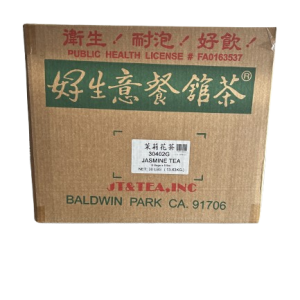 衛生！耐泡！好飲！
PUBLIC HEALTH LICENSE # FA0163537
好生意餐館茶®
茉莉花茶
30402G
JASMINE TEA
JT&TEA, INC
BALDWIN PARK CA. 91706